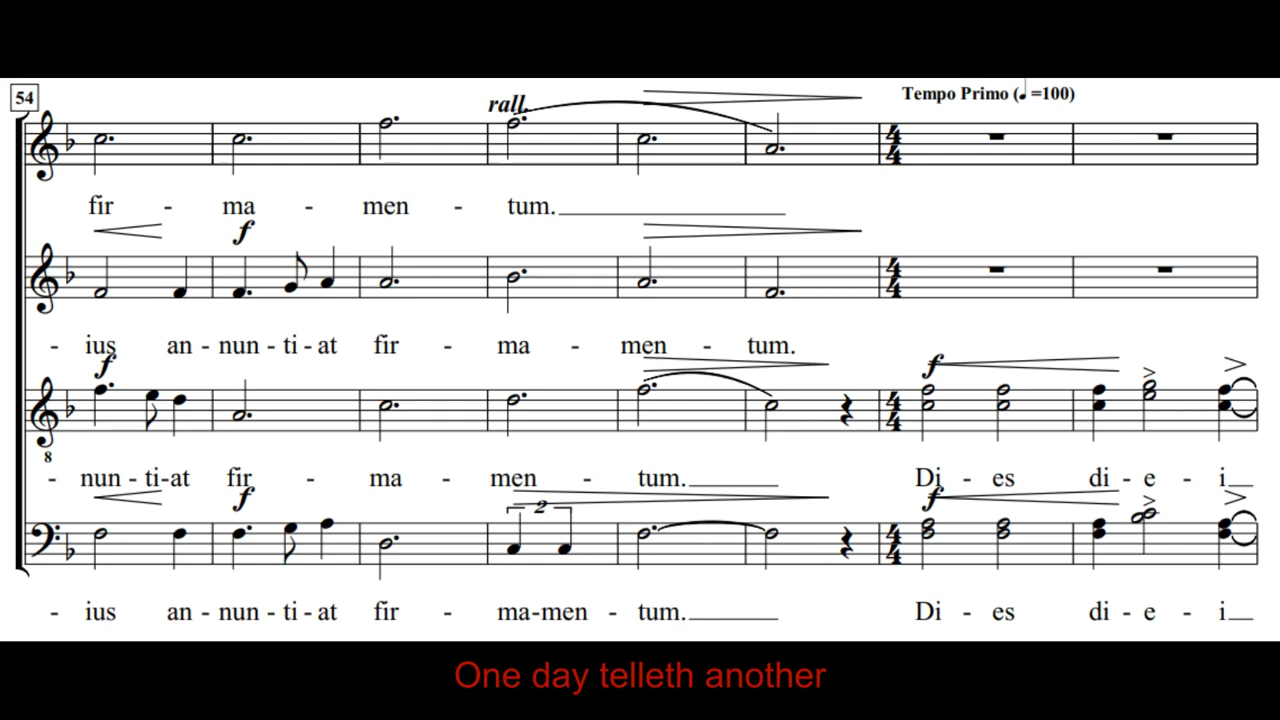 54
rall.
Tempo Primo (♩=100)
fir - ma - men - tum.
f
- ius an - nun - ti - at fir - ma - men - tum.
f
f
8
- nun - ti - at fir - ma - men - tum. Di - es di - e - i
f
f
2
- ius an - nun - ti - at fir - ma - men - tum. Di - es di - e - i
One day telleth another